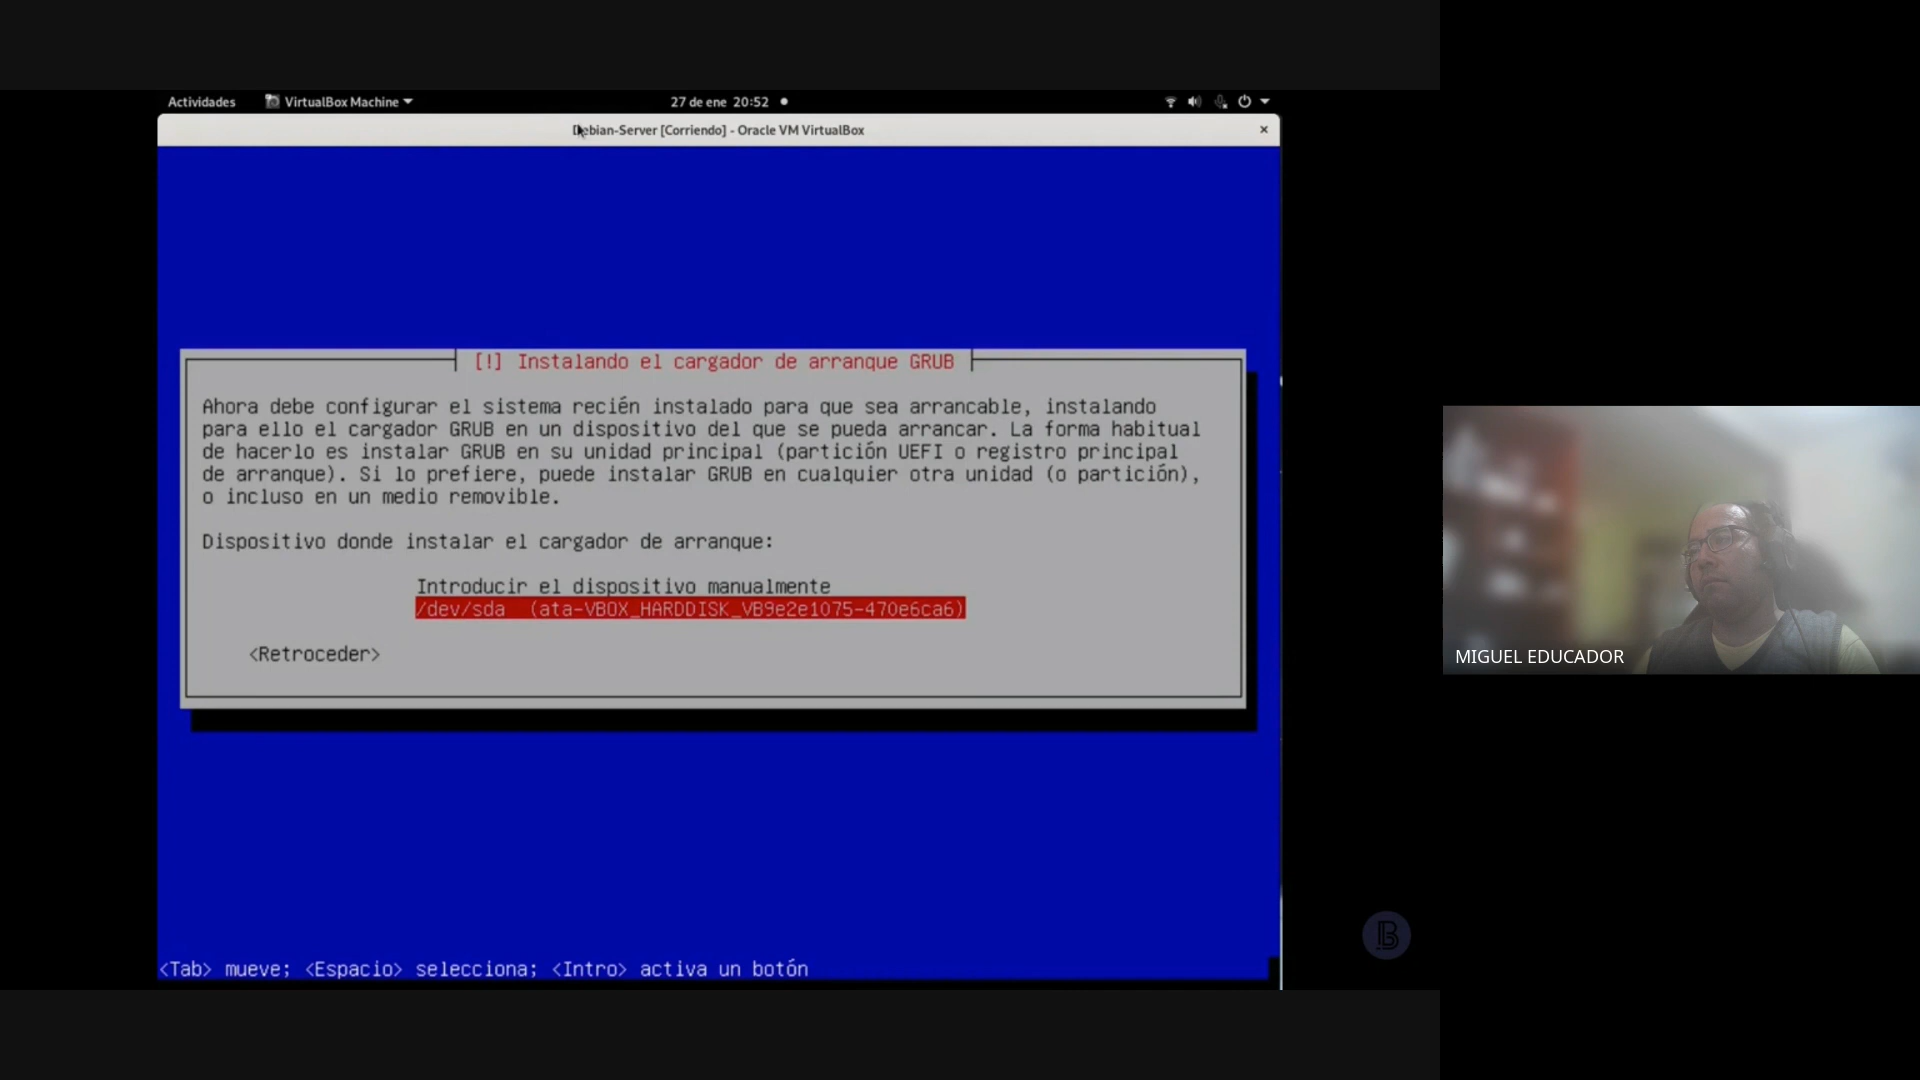 Actividades VirtualBox Machine 27 de ene 20:52
Debian-Server [Corriendo] - Oracle VM VirtualBox
[!] Instalando el cargador de arranque GRUB
Ahora debe configurar el sistema recién instalado para que sea arrancable, instalando
para ello el cargador GRUB en un dispositivo del que se pueda arrancar. La forma habitual
de hacerlo es instalar GRUB en su unidad principal (partición UEFI o registro principal
de arranque). Si lo prefiere, puede instalar GRUB en cualquier otra unidad (o partición),
o incluso en un medio removible.
Dispositivo donde instalar el cargador de arranque:
Introducir el dispositivo manualmente
/dev/sda (ata-VBOX_HARDDISK_VB9e2e1075-470e6ca6)
<Retroceder>
<Tab> mueve; <Espacio> selecciona; <Intro> activa un botón
MIGUEL EDUCADOR
B